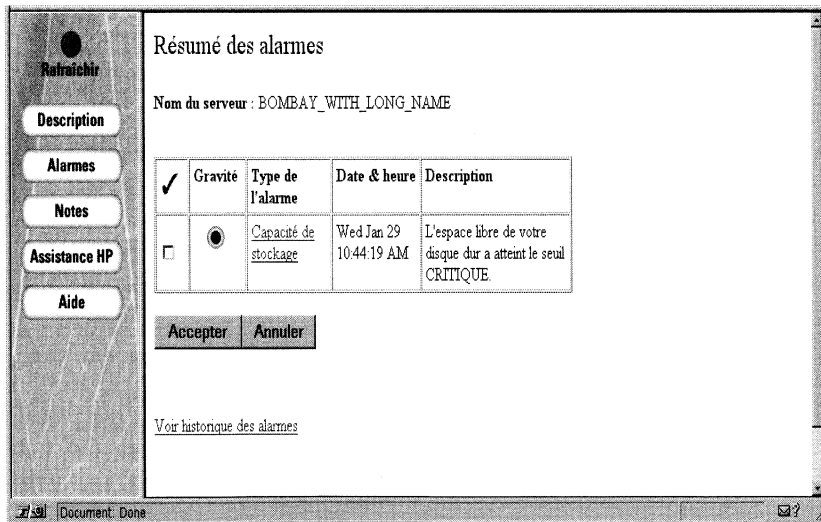 Rafraîchir
Description
Alarmes
Notes
Assistance HP
Aide
Résumé des alarmes
Nom du serveur : BOMBAY_WITH_LONG_NAME
Gravité
Type de
l'alarme
Date & heure
Description
Capacité de
stockage
Wed Jan 29
10:44:19 AM
L'espace libre de votre
disque dur a atteint le seuil
CRITIQUE.
Accepter
Annuler
Voir historique des alarmes
Document: Done